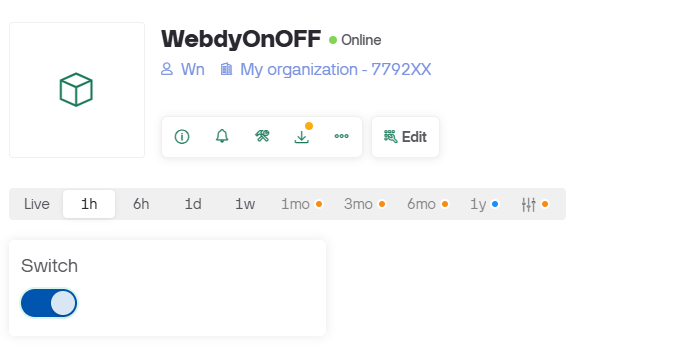 WebdyOnOFF Online
Wn My organization - 7792XX
Edit
Live 1h 6h 1d 1w 1mo 3mo 6mo 1y
Switch